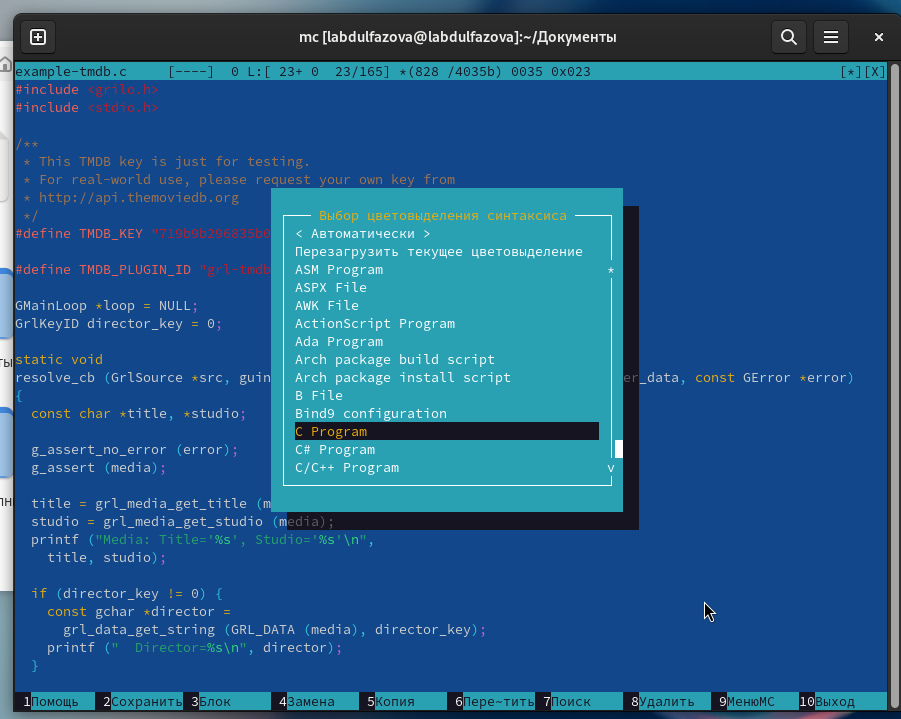 mc [labdulfazova@labdulfazova]:~/Документы
example-tmdb.c [----] 0 L:[ 23+ 0 23/165] *(828 /4035b) 0035 0x023 [*][X]
#include <grilo.h>
#include <stdio.h>
/**
* This TMDB key is just for testing.
* For real-world use, please request your own key from
* http://api.themoviedb.org
*/
#define TMDB_KEY "719b9b296835b0
#define TMDB_PLUGIN_ID "grl-tmdb
GMainLoop *loop = NULL;
GrlKeyID director_key = 0;
static void
resolve_cb (GrlSource *src, guin er_data, const GError *error)
{
const char *title, *studio;
g_assert_no_error (error);
g_assert (media);
title = grl_media_get_title (m
studio = grl_media_get_studio (media);
printf ("Media: Title='%s', Studio='%s'\n",
title, studio);
if (director_key != 0) {
const gchar *director =
grl_data_get_string (GRL_DATA (media), director_key);
printf ("  Director=%s\n", director);
}
Выбор цветовыделения синтаксиса
< Автоматически >
Перезагрузить текущее цветовыделение
ASM Program
ASPX File
AWK File
ActionScript Program
Ada Program
Arch package build script
Arch package install script
B File
Bind9 configuration
C Program
C# Program
C/C++ Program
1Помощь 2Сохранить 3Блок 4Замена 5Копия 6Пере~тить 7Поиск 8Удалить 9МенюМС 10Выход